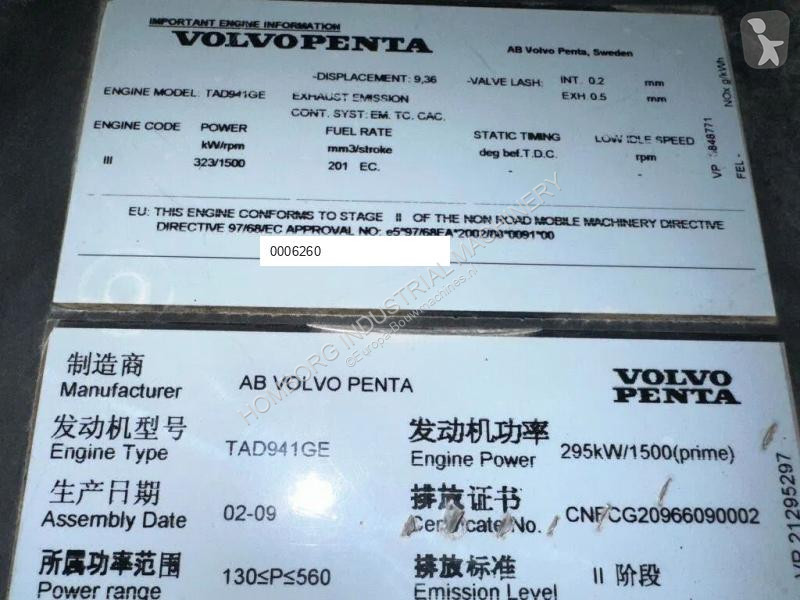 IMPORTANT ENGINE INFORMATION
VOLVO PENTA
AB Volvo Penta, Sweden
-DISPLACEMENT: 9,36
-VALVE LASH: INT. 0.2 mm
ENGINE MODEL: TAD941GE
EXHAUST EMISSION
EXH 0.5 mm
CONT. SYST: EM. TC. CAC.
ENGINE CODE POWER FUEL RATE STATIC TIMING LOW IDLE SPEED
kW/rpm mm3/stroke deg bef.T.D.C. rpm
III 323/1500 201 EC. - -
EU: THIS ENGINE CONFORMS TO STAGE II OF THE NON ROAD MOBILE MACHINERY DIRECTIVE
DIRECTIVE 97/68/EC APPROVAL NO: e5*97/68EA*2002/00*0091*00
0006260
NOx g/kWh
FEL -
HOMBORG INDUSTRIAL MACHINERY
©Europa-Bouwmachines.nl
制造商
Manufacturer
AB VOLVO PENTA
VOLVO
PENTA
发动机型号
Engine Type
TAD941GE
发动机功率
Engine Power
295kW/1500(prime)
生产日期
Assembly Date
02-09
排放证书
Certificate No.
CNFCG20966090002
所属功率范围
Power range
130≤P≤560
排放标准
Emission Level
II 阶段
VP 21295297